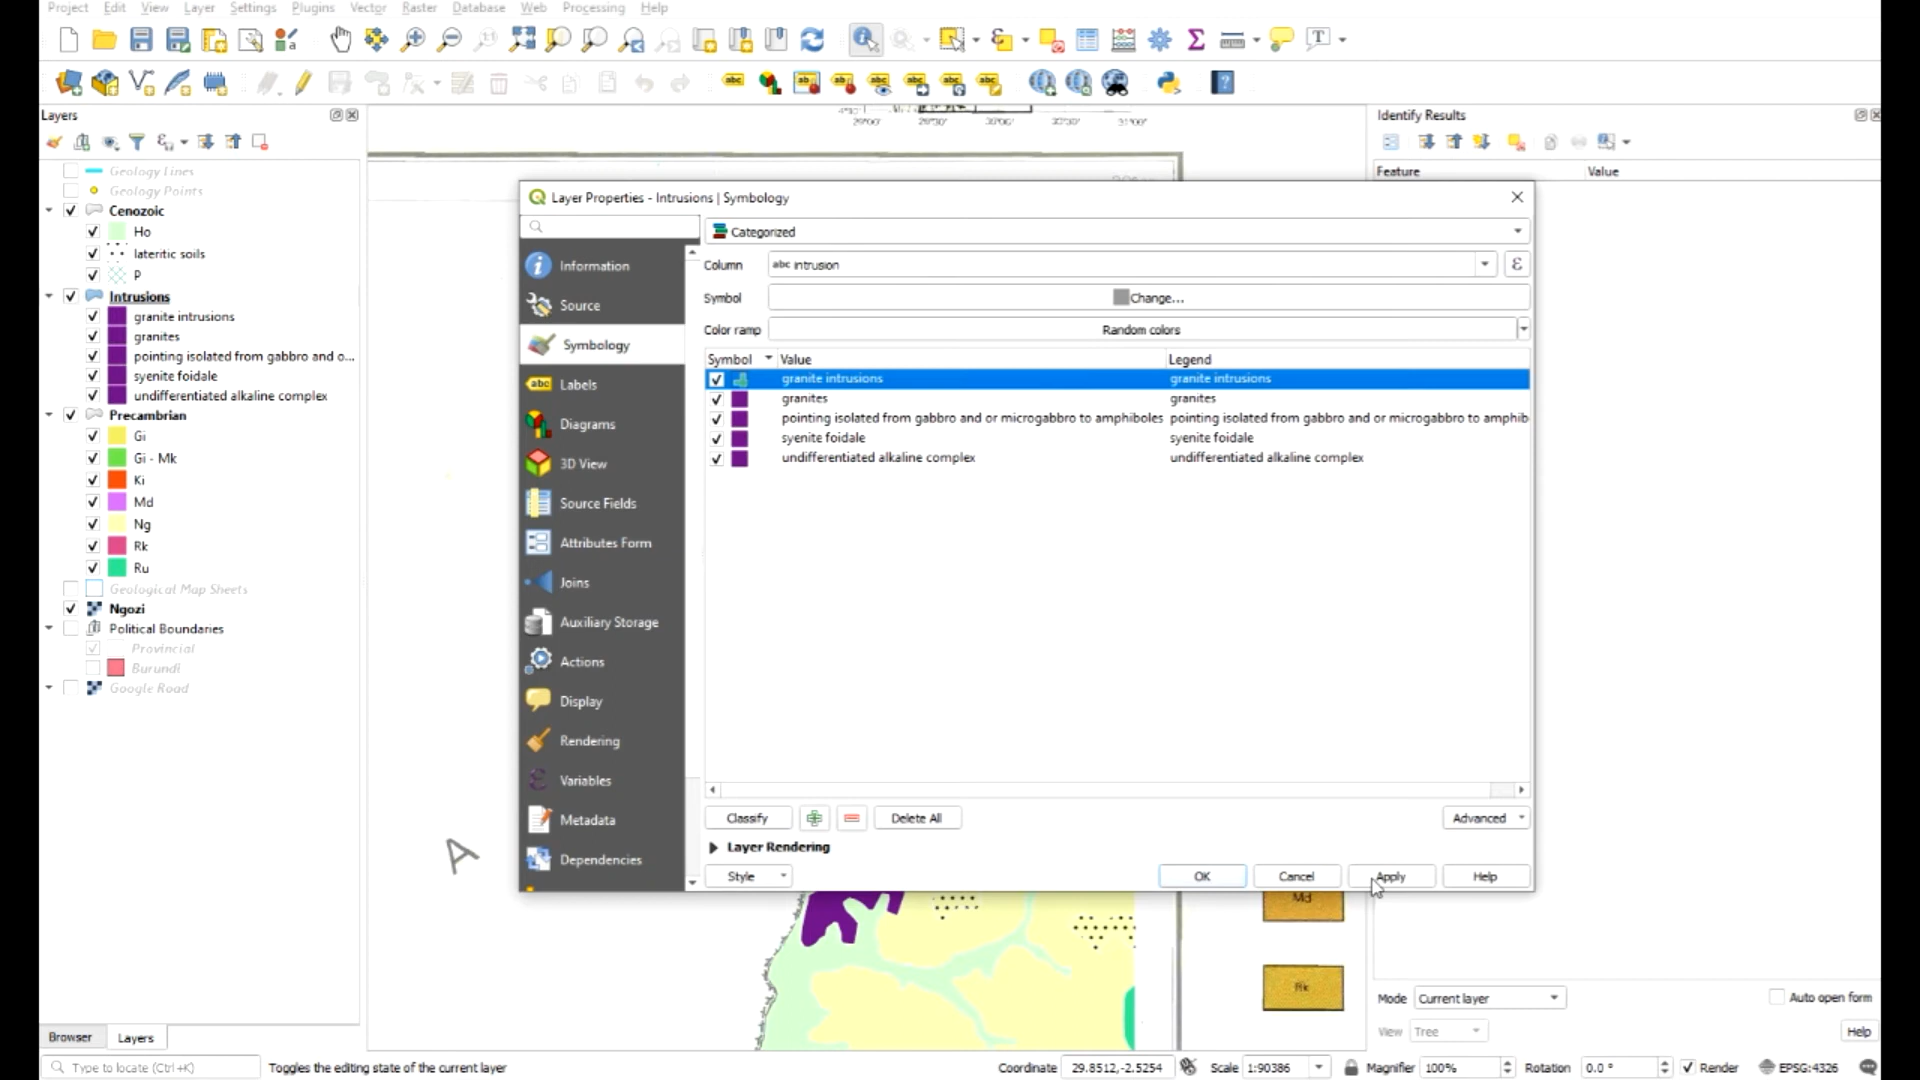 Project Edit View Layer Settings Plugins Vector Raster Database Web Processing Help
Layers
Geology Lines
Geology Points
Cenozoic
Ho
lateritic soils
P
Intrusions
granite intrusions
granites
pointing isolated from gabbro and o...
syenite foidale
undifferentiated alkaline complex
Precambrian
Gi
Gi - Mk
Ki
Md
Ng
Rk
Ru
Geological Map Sheets
Ngozi
Political Boundaries
Provincial
Burundi
Google Road
Browser Layers
Type to locate (Ctrl+K) Toggles the editing state of the current layer
29°00'
31°00'
Layer Properties - Intrusions | Symbology
Information
Source
Symbology
Labels
Diagrams
3D View
Source Fields
Attributes Form
Joins
Auxiliary Storage
Actions
Display
Rendering
Variables
Metadata
Dependencies
Categorized
Column abc intrusion ε
Symbol Change...
Color ramp Random colors
Symbol Value Legend
granite intrusions granite intrusions
granites granites
pointing isolated from gabbro and or microgabbro to amphiboles pointing isolated from gabbro and or microgabbro to amphib
syenite foidale syenite foidale
undifferentiated alkaline complex undifferentiated alkaline complex
Classify Delete All Advanced
Layer Rendering
Style OK Cancel Apply Help
A
Md
Rk
Identify Results
Feature Value
Mode Current layer Auto open form
View Tree Help
Coordinate 29.8512,-2.5254 Scale 1:90386 Magnifier 100% Rotation 0.0 ° Render EPSG:4326